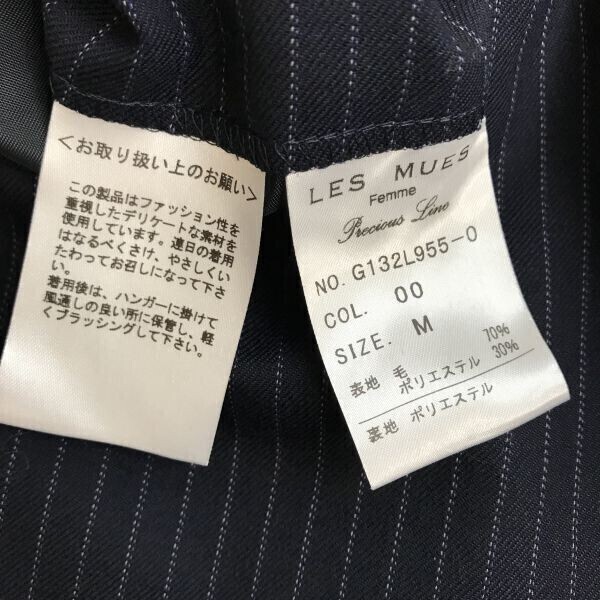 <お取り扱い上のお願い>
この製品はファッション性を
重視したデリケートな素材を
使用しています。連日の着用
はなるべくさけ、やさしくい
たわってお召しになって下さ
い。
着用後は、ハンガーに掛けて
風通しの良い所に保管し、軽
くブラッシングして下さい。
LES MUES
Femme
Precious Line
NO. G132L955-0
COL. 00
SIZE. M
表地 毛 70%
ポリエステル 30%
裏地 ポリエステル